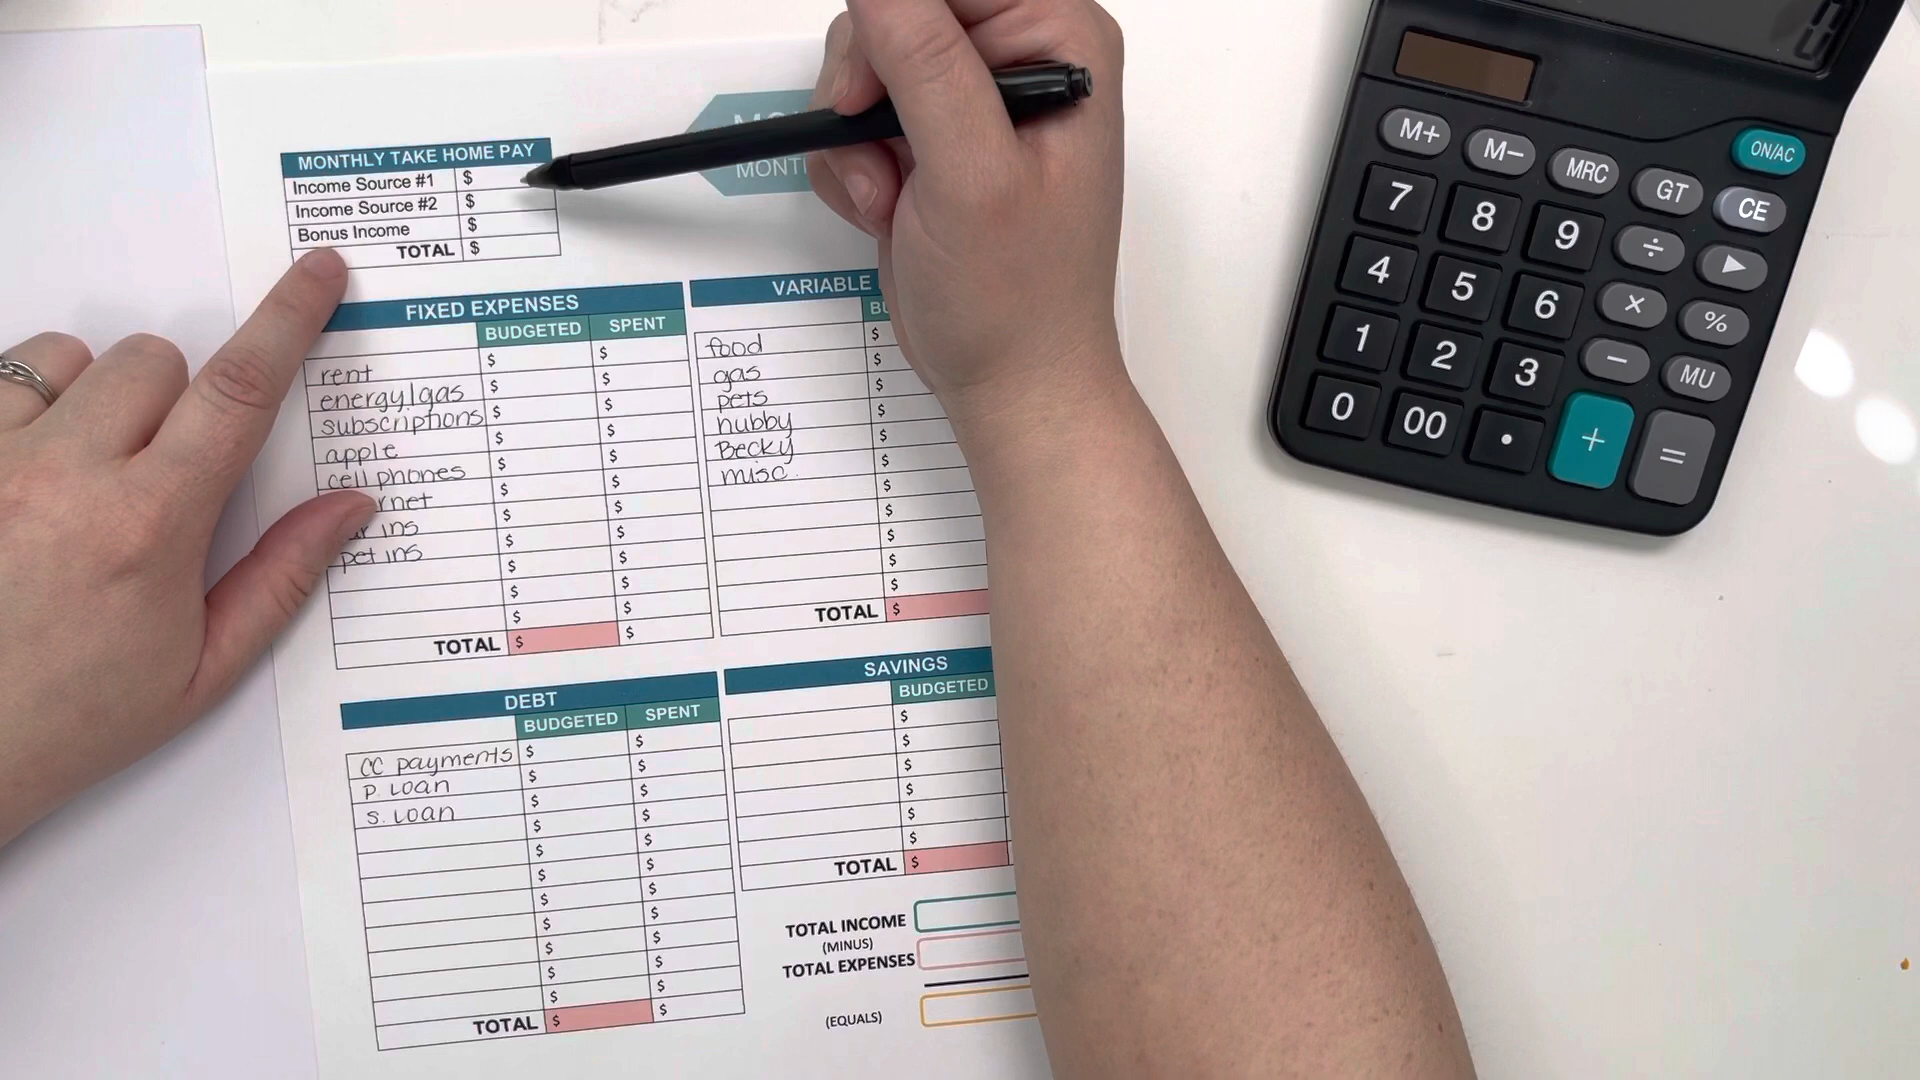 MONTHLY TAKE HOME PAY
Income Source #1 $
Income Source #2 $
Bonus Income $
TOTAL $
FIXED EXPENSES
BUDGETED SPENT
rent $ $
energy/gas $ $
subscriptions $ $
apple $ $
cell phones $ $
rnet $ $
ins $ $
pet ins $ $
$ $
$ $
$ $
TOTAL $ $
VARIABLE
food $
gas $
pets $
hubby $
Becky $
misc. $
$
$
$
$
$
TOTAL $
DEBT
BUDGETED SPENT
CC payments $ $
P. Loan $ $
S. Loan $ $
$ $
$ $
$ $
$ $
$ $
$ $
$ $
$ $
TOTAL $ $
SAVINGS
BUDGETED
$
$
$
$
$
$
TOTAL $
TOTAL INCOME
(MINUS)
TOTAL EXPENSES
(EQUALS)
M+ M− MRC GT ON/AC
CE
7 8 9 ÷ ▶
4 5 6 × %
1 2 3 − MU
0 00 • + =